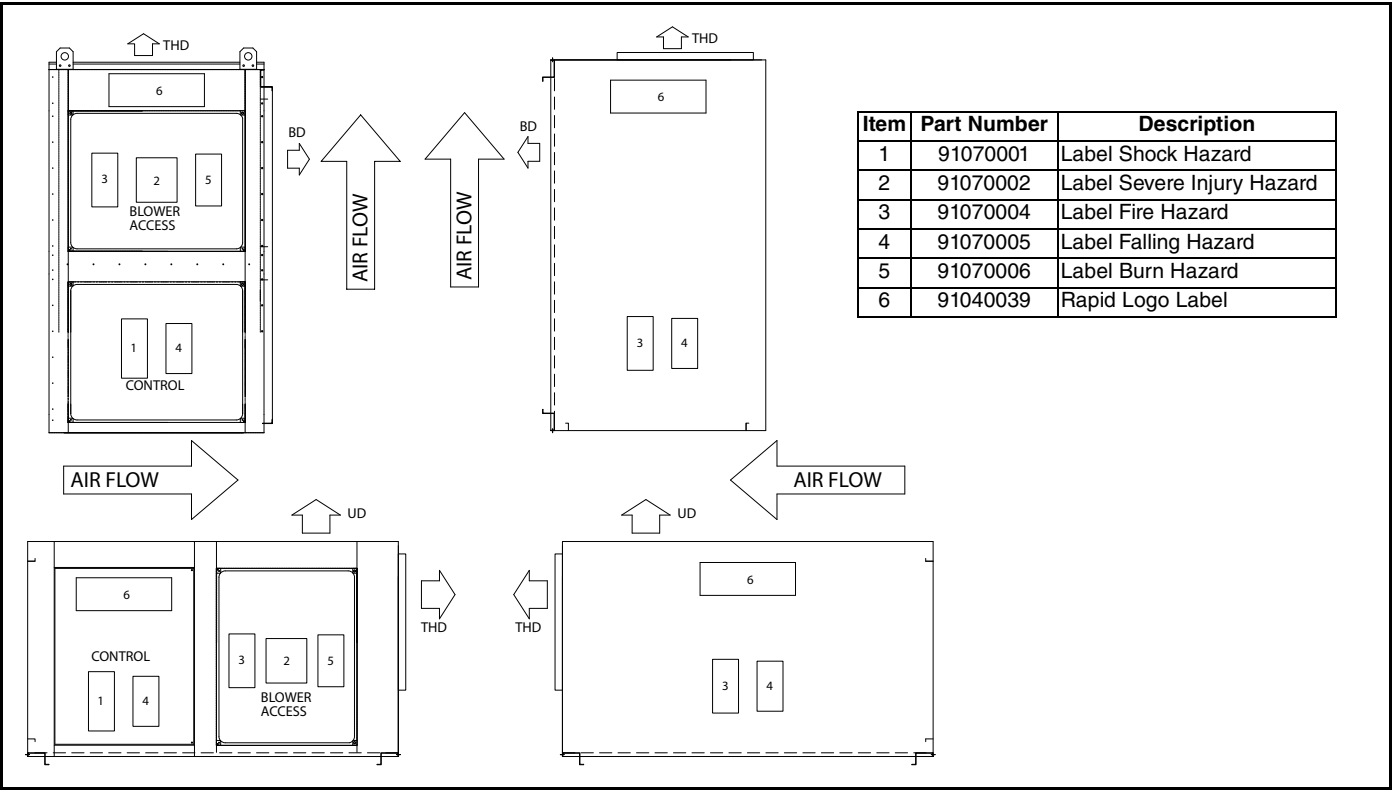 THD
6
BD
3
2
5
BLOWER
ACCESS
AIR FLOW
1
4
CONTROL
THD
6
BD
AIR FLOW
3
4
Item Part Number Description
1 91070001 Label Shock Hazard
2 91070002 Label Severe Injury Hazard
3 91070004 Label Fire Hazard
4 91070005 Label Falling Hazard
5 91070006 Label Burn Hazard
6 91040039 Rapid Logo Label
AIR FLOW
UD
6
THD
CONTROL
3
2
5
1
4
BLOWER
ACCESS
AIR FLOW
UD
6
THD
3
4